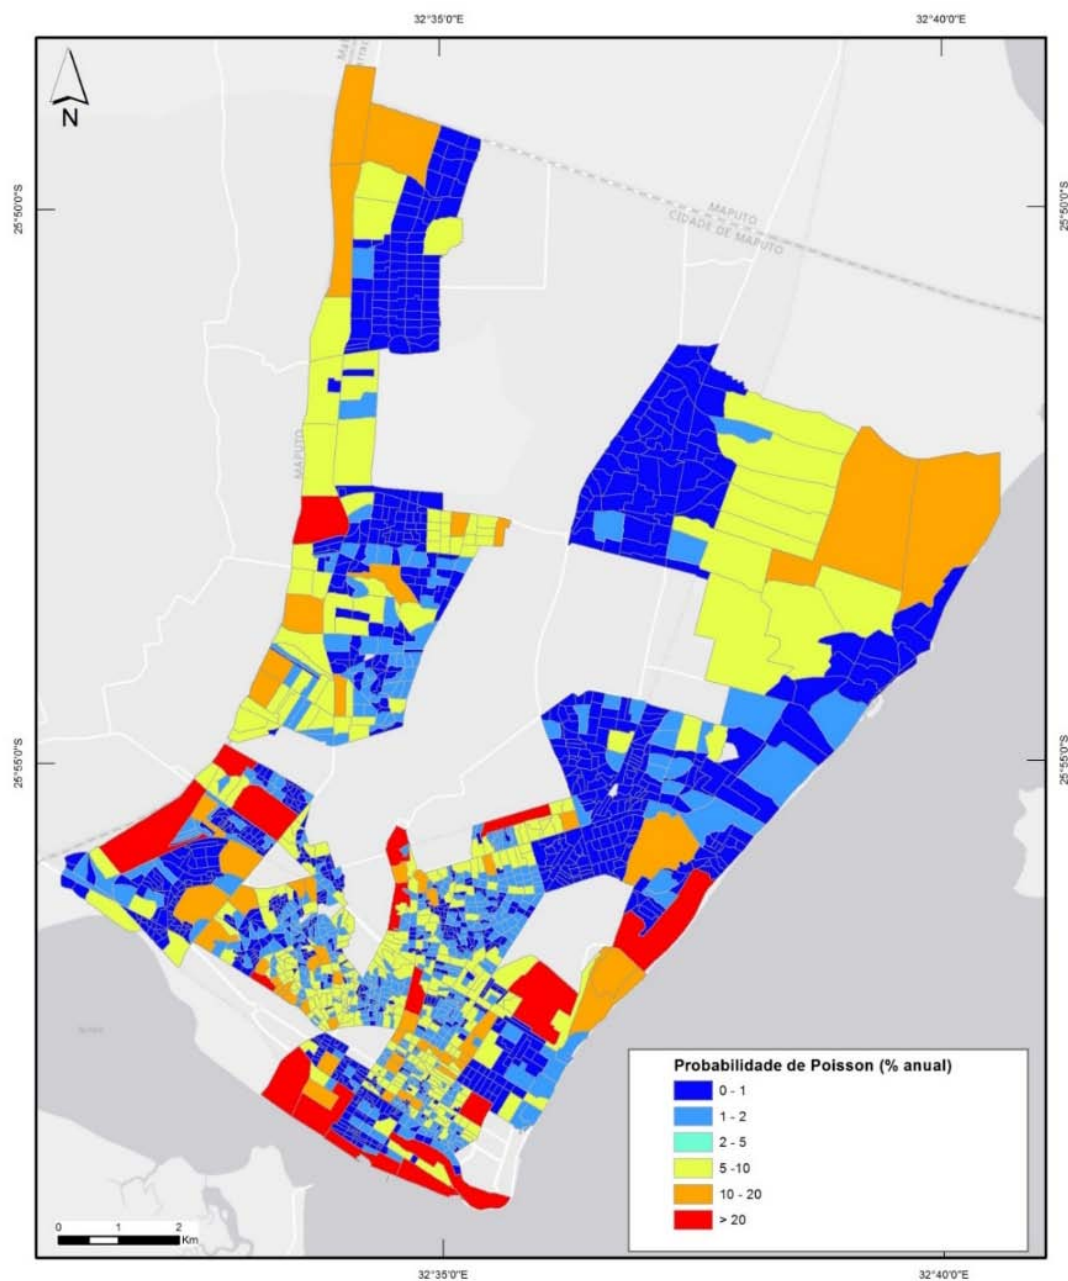 32°35'0"E
32°40'0"E
N
25°50'0"S
25°50'0"S
MAPUTO
CIDADE DE MAPUTO
MAPUTO
25°55'0"S
25°55'0"S
Probabilidade de Poisson (% anual)
0 - 1
1 - 2
2 - 5
5 -10
10 - 20
> 20
0 1 2
Km
32°35'0"E
32°40'0"E